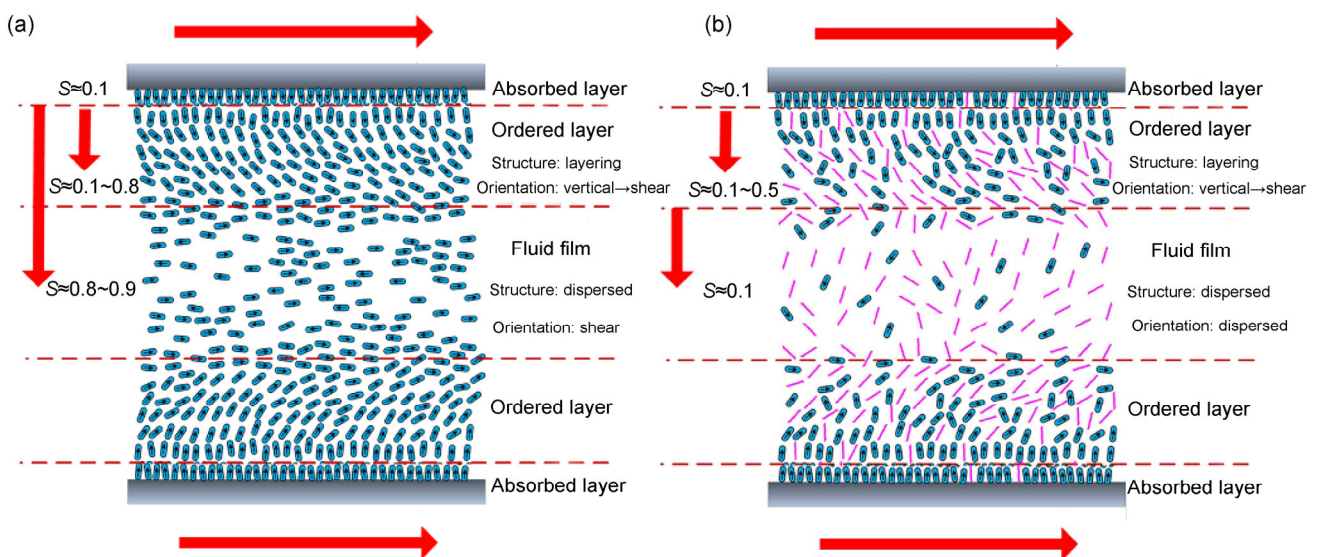 (a)
S≈0.1
Absorbed layer
Ordered layer
Structure: layering
S≈0.1~0.8
Orientation: vertical→shear
Fluid film
S≈0.8~0.9
Structure: dispersed
Orientation: shear
Ordered layer
Absorbed layer
(b)
S≈0.1
Absorbed layer
Ordered layer
Structure: layering
S≈0.1~0.5
Orientation: vertical→shear
Fluid film
S≈0.1
Structure: dispersed
Orientation: dispersed
Ordered layer
Absorbed layer